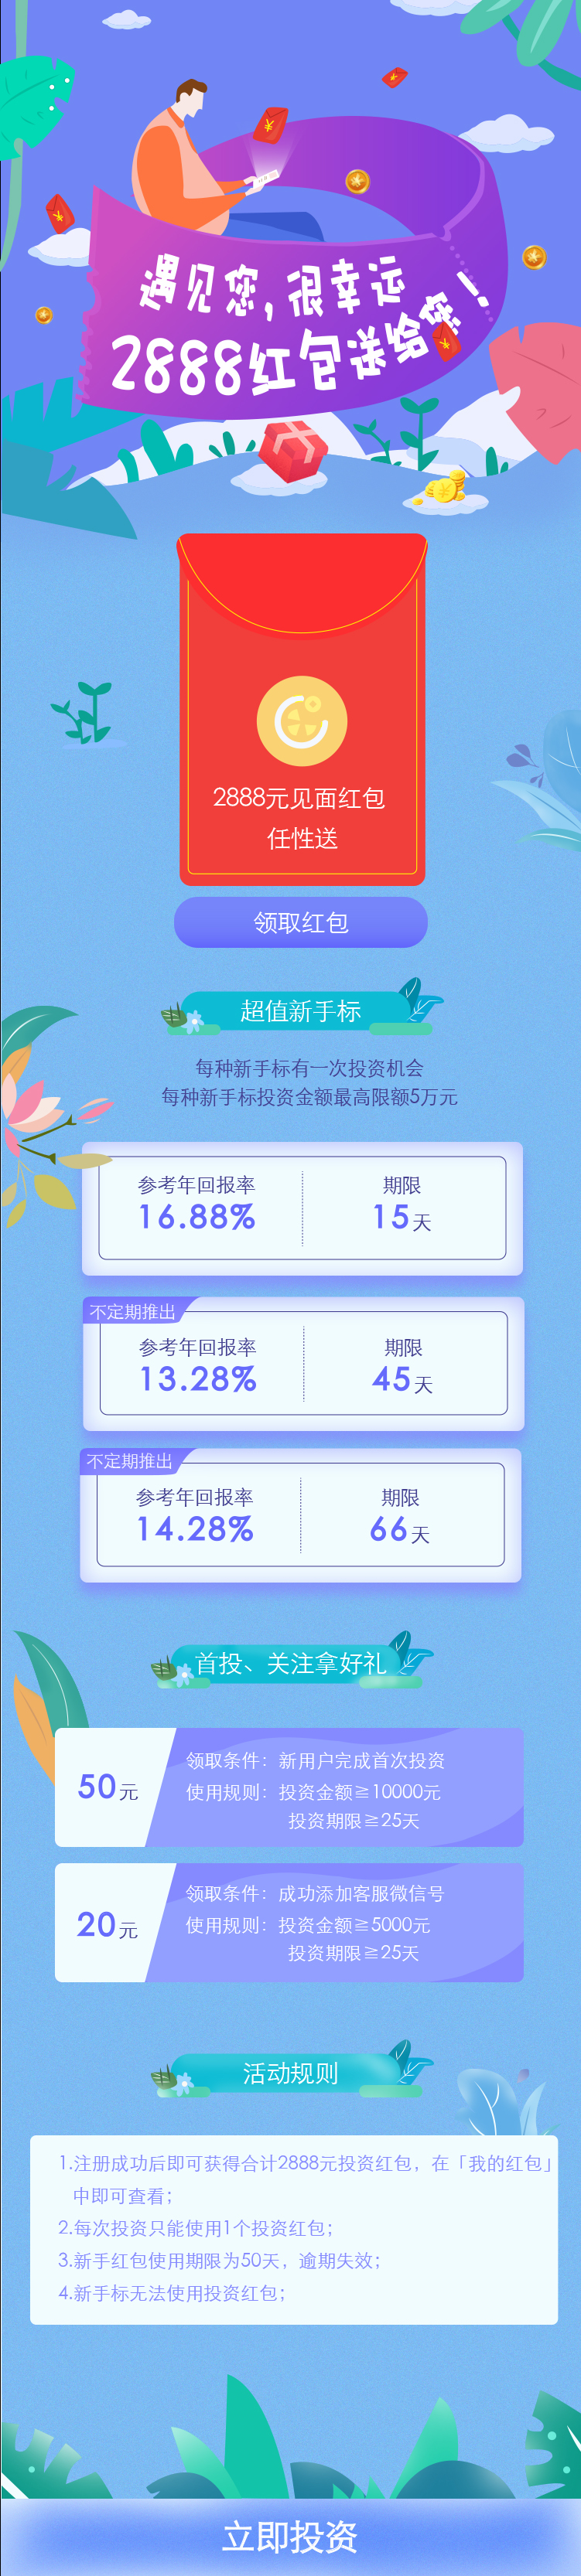 遇见您，很幸运
2888红包送给您！
2888元见面红包
任性送
领取红包
超值新手标
每种新手标有一次投资机会
每种新手标投资金额最高限额5万元
参考年回报率
16.88%
期限
15天
不定期推出
参考年回报率
13.28%
期限
45天
不定期推出
参考年回报率
14.28%
期限
66天
首投、关注拿好礼
50元
领取条件：新用户完成首次投资
使用规则：投资金额≧10000元
投资期限≧25天
20元
领取条件：成功添加客服微信号
使用规则：投资金额≧5000元
投资期限≧25天
活动规则
1.注册成功后即可获得合计2888元投资红包，在「我的红包」
中即可查看；
2.每次投资只能使用1个投资红包；
3.新手红包使用期限为50天，逾期失效；
4.新手标无法使用投资红包；
立即投资